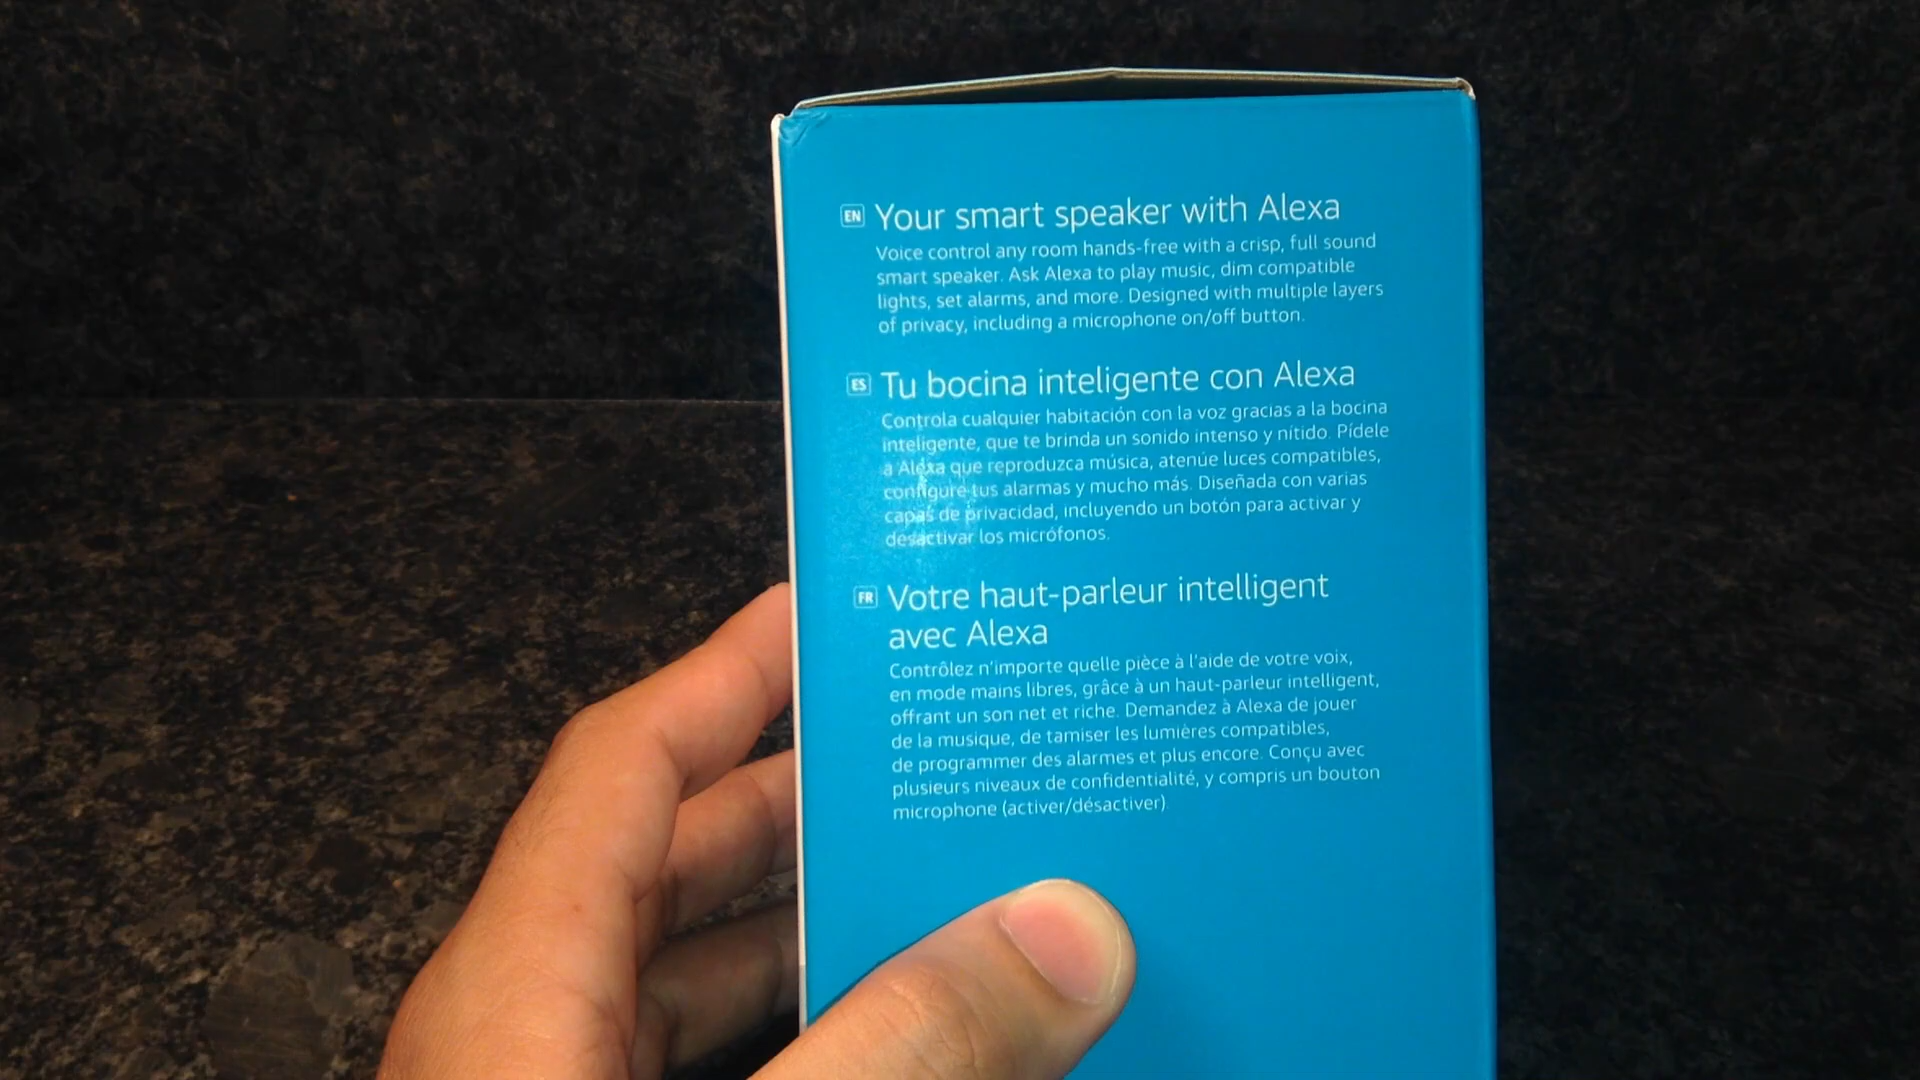 EN Your smart speaker with Alexa
Voice control any room hands-free with a crisp, full sound
smart speaker. Ask Alexa to play music, dim compatible
lights, set alarms, and more. Designed with multiple layers
of privacy, including a microphone on/off button.
ES Tu bocina inteligente con Alexa
Controla cualquier habitación con la voz gracias a la bocina
inteligente, que te brinda un sonido intenso y nítido. Pídele
a Alexa que reproduzca música, atenúe luces compatibles,
configure tus alarmas y mucho más. Diseñada con varias
capas de privacidad, incluyendo un botón para activar y
desactivar los micrófonos.
FR Votre haut-parleur intelligent
avec Alexa
Contrôlez n'importe quelle pièce à l'aide de votre voix,
en mode mains libres, grâce à un haut-parleur intelligent,
offrant un son net et riche. Demandez à Alexa de jouer
de la musique, de tamiser les lumières compatibles,
de programmer des alarmes et plus encore. Conçu avec
plusieurs niveaux de confidentialité, y compris un bouton
microphone (activer/désactiver).